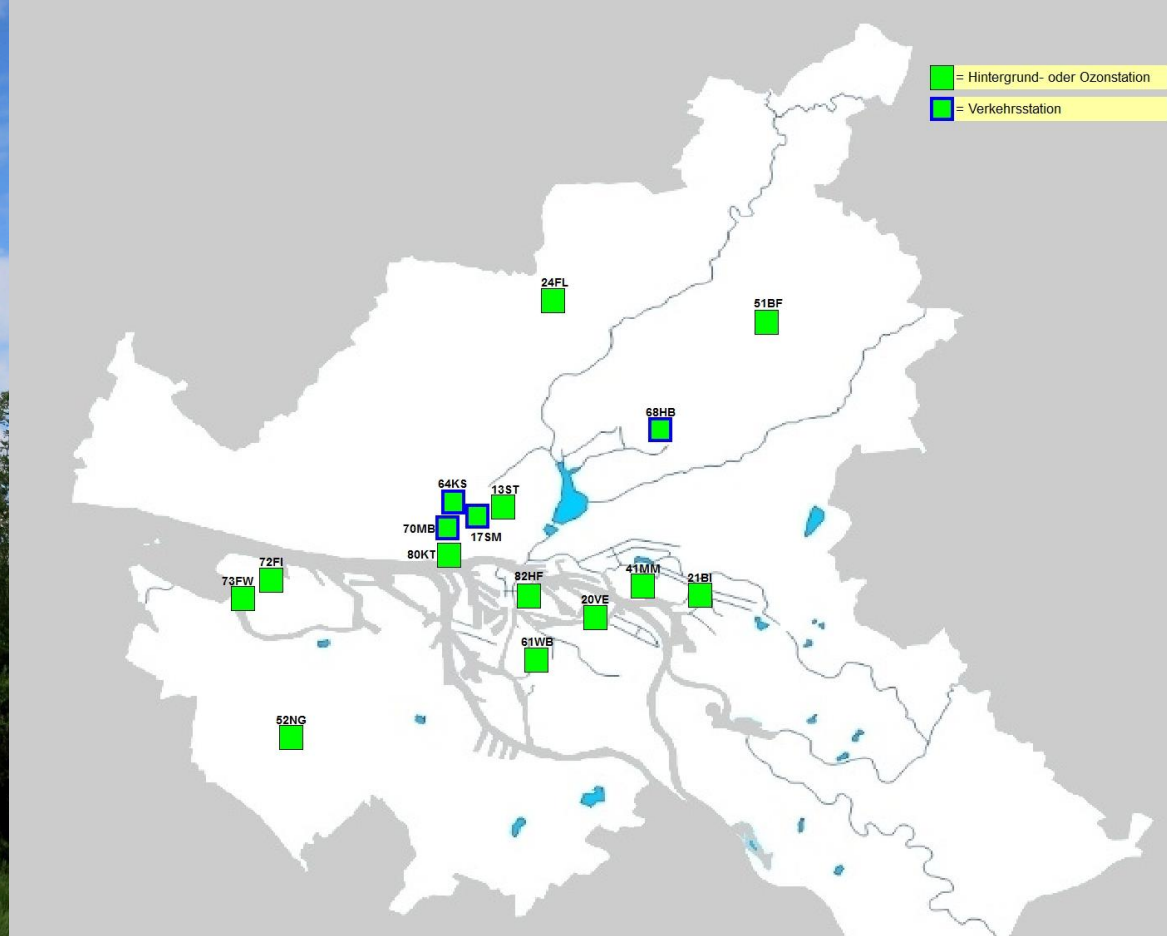 = Hintergrund- oder Ozonstation
= Verkehrsstation
24FL
51BF
68HB
64KS
13ST
70MB
17SM
80KT
72FI
73FW
82HF
41MM
21BI
20VE
61WB
52NG